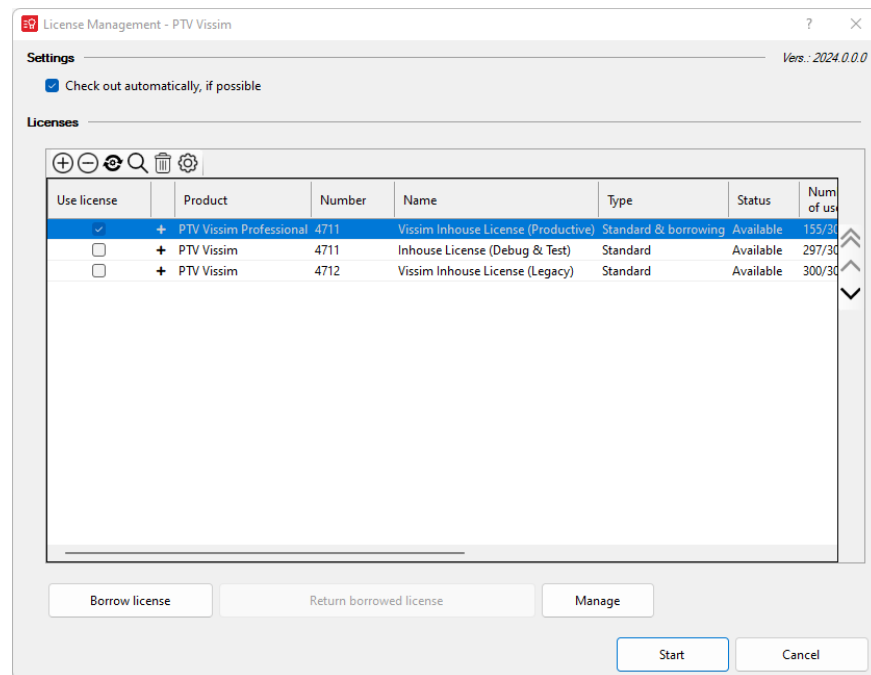 License Management - PTV Vissim
Settings Vers.: 2024.0.0.0
Check out automatically, if possible
Licenses
Use license Product Number Name Type Status Num
of use
PTV Vissim Professional 4711 Vissim Inhouse License (Productive) Standard & borrowing Available 155/30
PTV Vissim 4711 Inhouse License (Debug & Test) Standard Available 297/30
PTV Vissim 4712 Vissim Inhouse License (Legacy) Standard Available 300/30
Borrow license Return borrowed license Manage
Start Cancel